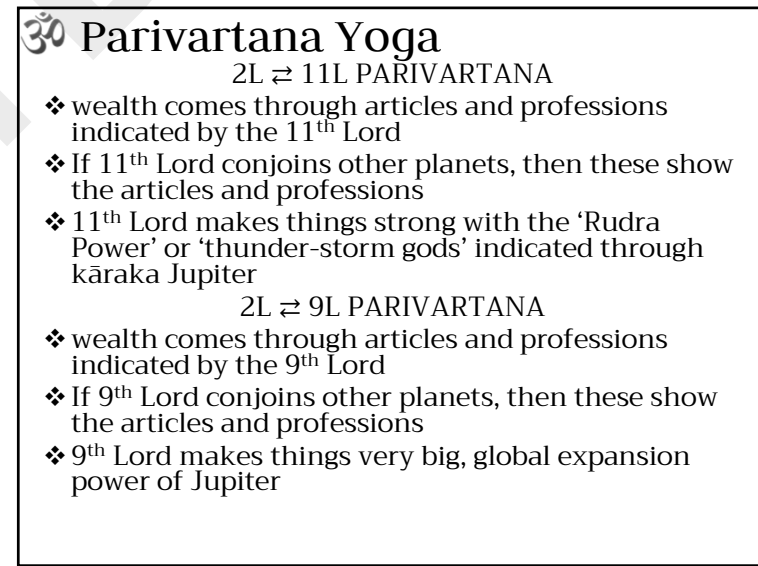 ॐ Parivartana Yoga
2L ⇄ 11L PARIVARTANA
❖ wealth comes through articles and professions
indicated by the 11th Lord
❖ If 11th Lord conjoins other planets, then these show
the articles and professions
❖ 11th Lord makes things strong with the ‘Rudra
Power’ or ‘thunder-storm gods’ indicated through
kāraka Jupiter
2L ⇄ 9L PARIVARTANA
❖ wealth comes through articles and professions
indicated by the 9th Lord
❖ If 9th Lord conjoins other planets, then these show
the articles and professions
❖ 9th Lord makes things very big, global expansion
power of Jupiter